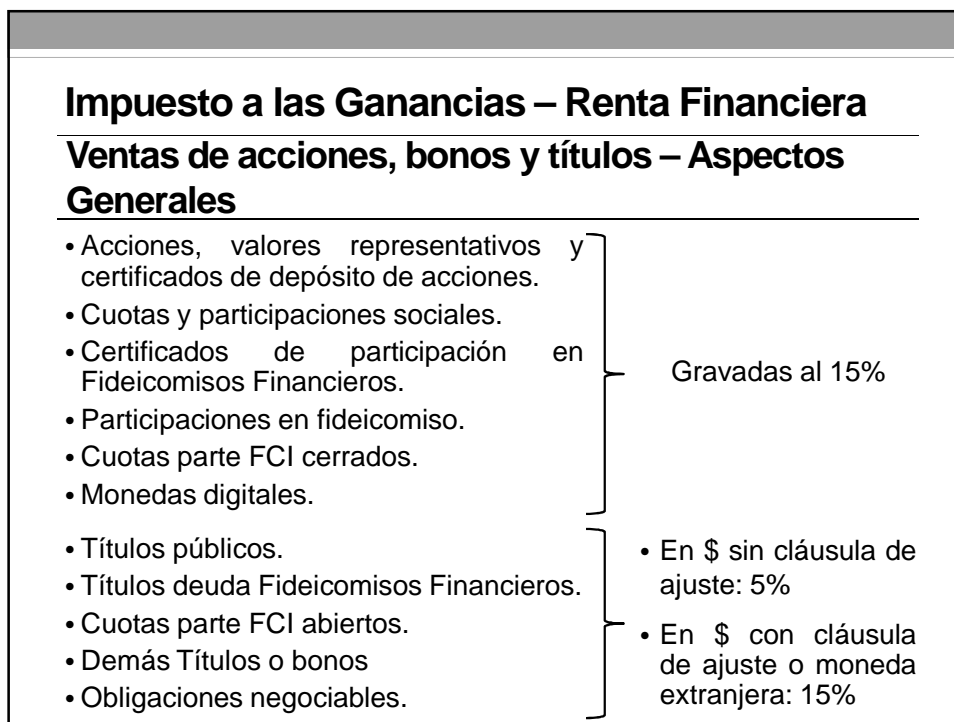 Impuesto a las Ganancias – Renta Financiera
Ventas de acciones, bonos y títulos – Aspectos
Generales
• Acciones, valores representativos y
certificados de depósito de acciones.
• Cuotas y participaciones sociales.
• Certificados de participación en
Fideicomisos Financieros.
• Participaciones en fideicomiso.
• Cuotas parte FCI cerrados.
• Monedas digitales.
Gravadas al 15%
• Títulos públicos.
• Títulos deuda Fideicomisos Financieros.
• Cuotas parte FCI abiertos.
• Demás Títulos o bonos
• Obligaciones negociables.
• En $ sin cláusula de
ajuste: 5%
• En $ con cláusula
de ajuste o moneda
extranjera: 15%